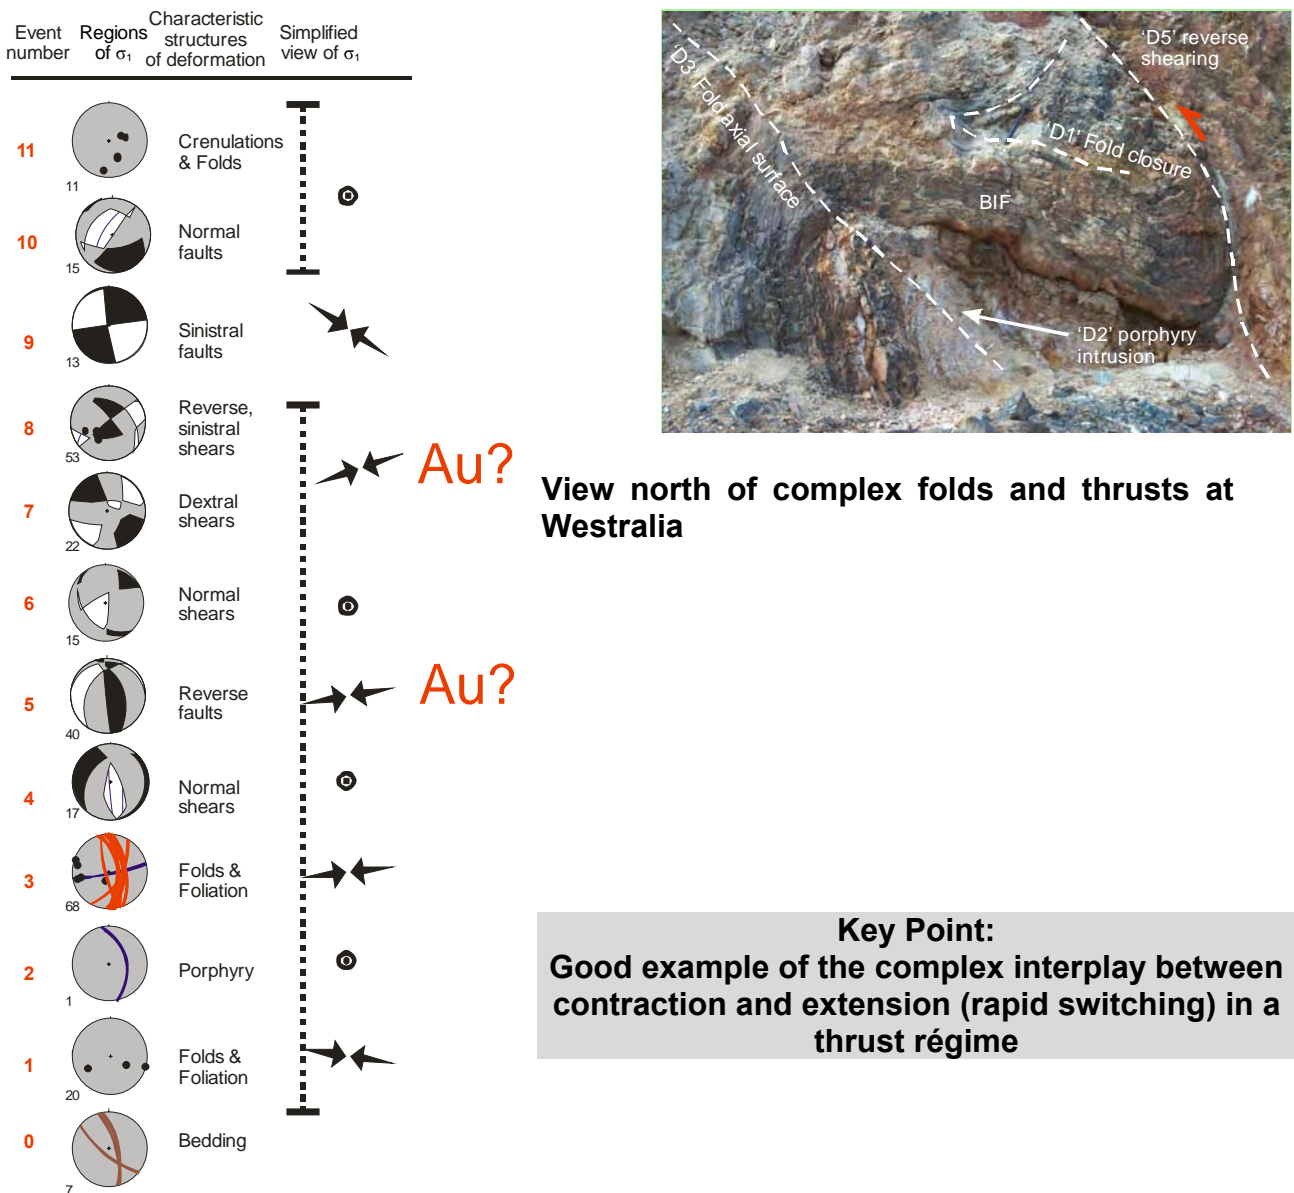 Event number
Regions of σ₁
Characteristic structures of deformation
Simplified view of σ₁
11
11
Crenulations
& Folds
10
15
Normal
faults
9
13
Sinistral
faults
8
53
Reverse,
sinistral
shears
Au?
7
22
Dextral
shears
6
15
Normal
shears
5
40
Reverse
faults
Au?
4
17
Normal
shears
3
68
Folds &
Foliation
2
1
Porphyry
1
20
Folds &
Foliation
0
7
Bedding
'D5' reverse
shearing
'D3' Fold axial surface
'D1' Fold closure
BIF
'D2' porphyry
intrusion
View north of complex folds and thrusts at
Westralia
Key Point:
Good example of the complex interplay between
contraction and extension (rapid switching) in a
thrust régime